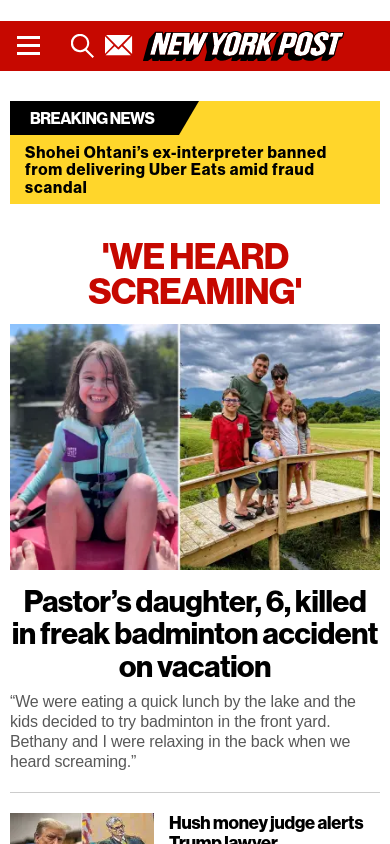 NEW YORK POST
BREAKING NEWS
Shohei Ohtani’s ex-interpreter banned
from delivering Uber Eats amid fraud
scandal
'WE HEARD
SCREAMING'
Pastor’s daughter, 6, killed
in freak badminton accident
on vacation
“We were eating a quick lunch by the lake and the
kids decided to try badminton in the front yard.
Bethany and I were relaxing in the back when we
heard screaming.”
Hush money judge alerts
Trump lawyer